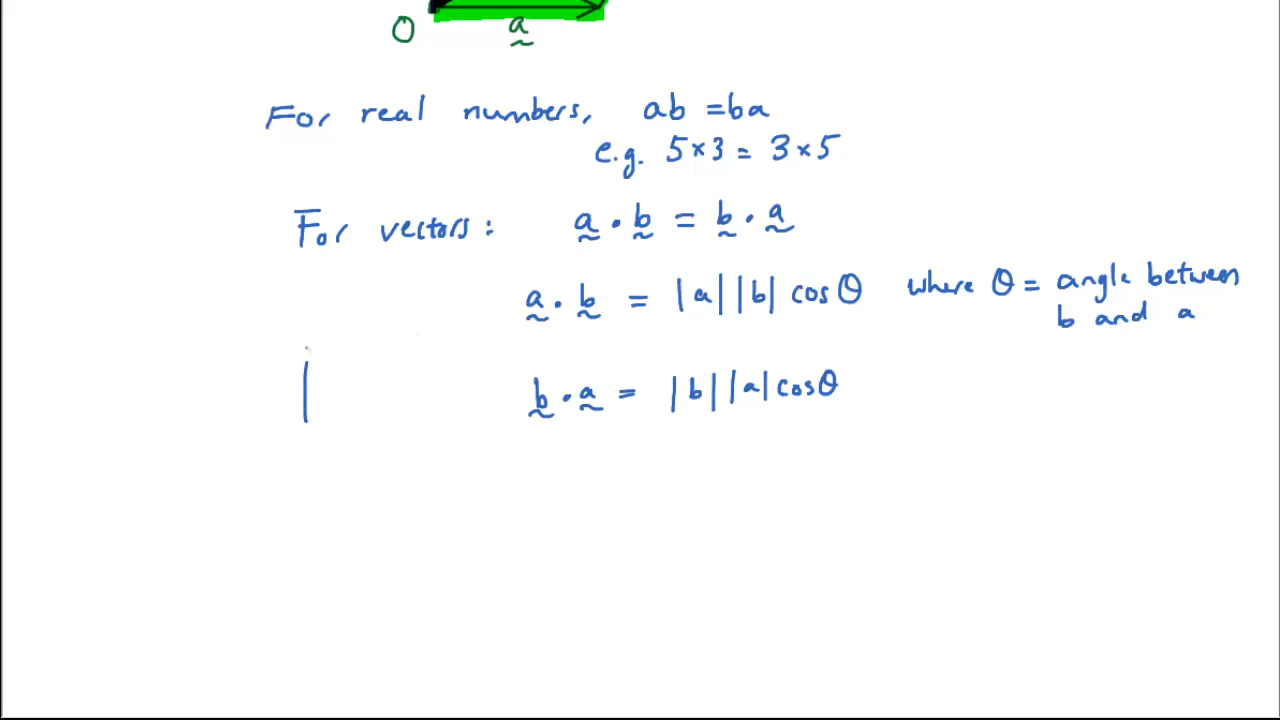 O a
For real numbers, ab = ba
e.g. 5 × 3 = 3 × 5
For vectors: a · b = b · a
a · b = |a| |b| cos θ where θ = angle between
b and a
b · a = |b| |a| cos θ